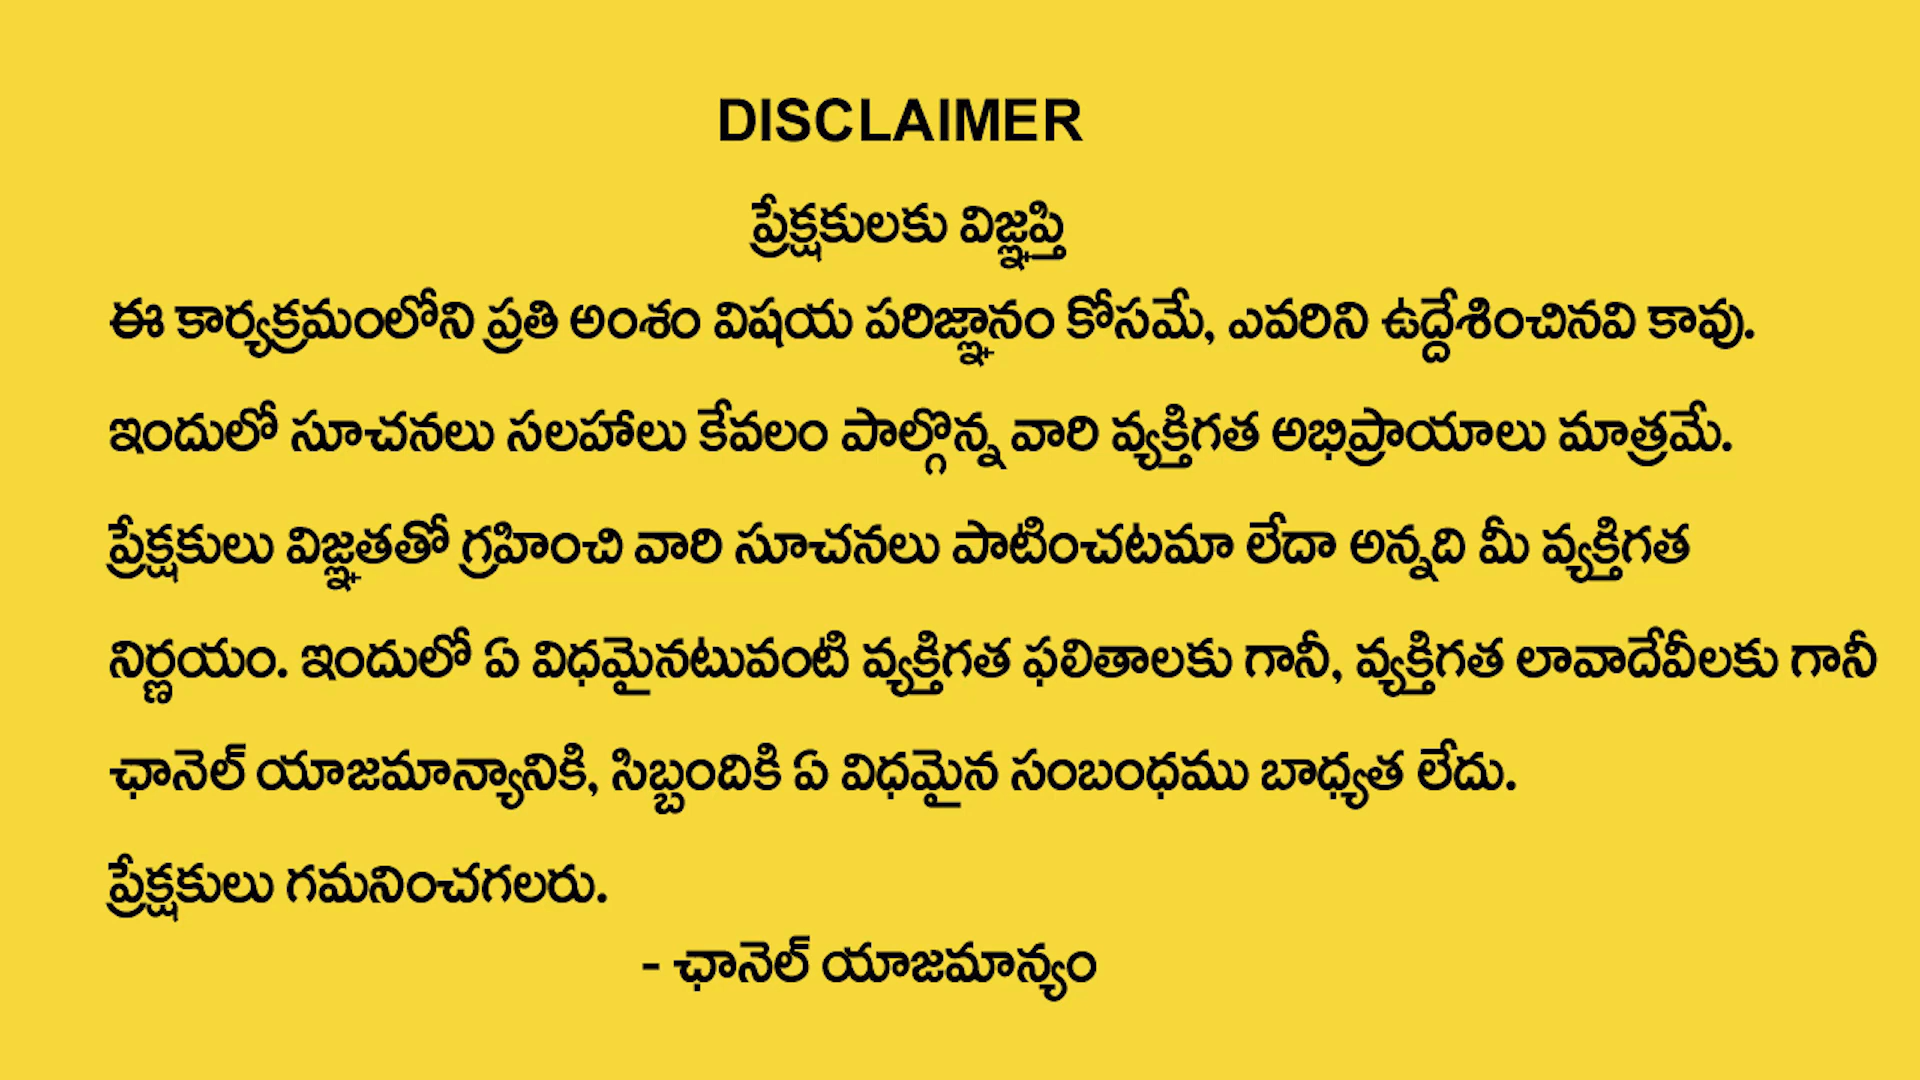 DISCLAIMER
ప్రేక్షకులకు విజ్ఞప్తి
ఈ కార్యక్రమంలోని ప్రతి అంశం విషయ పరిజ్ఞానం కోసమే, ఎవరిని ఉద్దేశించినవి కావు.
ఇందులో సూచనలు సలహాలు కేవలం పాల్గొన్న వారి వ్యక్తిగత అభిప్రాయాలు మాత్రమే.
ప్రేక్షకులు విజ్ఞతతో గ్రహించి వారి సూచనలు పాటించటమా లేదా అన్నది మీ వ్యక్తిగత
నిర్ణయం. ఇందులో ఏ విధమైనటువంటి వ్యక్తిగత ఫలితాలకు గానీ, వ్యక్తిగత లావాదేవీలకు గానీ
ఛానెల్ యాజమాన్యానికి, సిబ్బందికి ఏ విధమైన సంబంధము బాధ్యత లేదు.
ప్రేక్షకులు గమనించగలరు.
- ఛానెల్ యాజమాన్యం